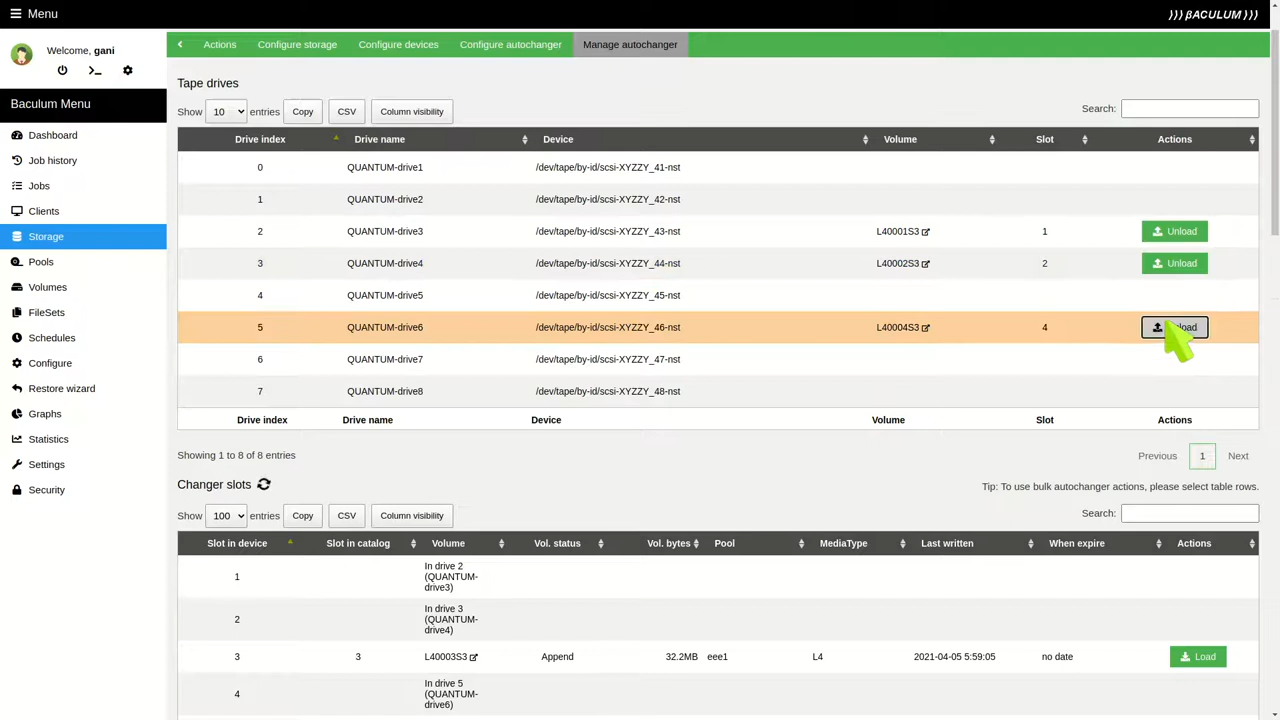 Menu
))) βACULUM )))
Welcome, gani
Baculum Menu
Dashboard
Job history
Jobs
Clients
Storage
Pools
Volumes
FileSets
Schedules
Configure
Restore wizard
Graphs
Statistics
Settings
Security
Actions Configure storage Configure devices Configure autochanger Manage autochanger
Tape drives
Show 10 entries Copy CSV Column visibility Search:
Drive index Drive name Device Volume Slot Actions
0 QUANTUM-drive1 /dev/tape/by-id/scsi-XYZZY_41-nst
1 QUANTUM-drive2 /dev/tape/by-id/scsi-XYZZY_42-nst
2 QUANTUM-drive3 /dev/tape/by-id/scsi-XYZZY_43-nst L40001S3 1 Unload
3 QUANTUM-drive4 /dev/tape/by-id/scsi-XYZZY_44-nst L40002S3 2 Unload
4 QUANTUM-drive5 /dev/tape/by-id/scsi-XYZZY_45-nst
5 QUANTUM-drive6 /dev/tape/by-id/scsi-XYZZY_46-nst L40004S3 4 Unload
6 QUANTUM-drive7 /dev/tape/by-id/scsi-XYZZY_47-nst
7 QUANTUM-drive8 /dev/tape/by-id/scsi-XYZZY_48-nst
Drive index Drive name Device Volume Slot Actions
Showing 1 to 8 of 8 entries Previous 1 Next
Changer slots Tip: To use bulk autochanger actions, please select table rows.
Show 100 entries Copy CSV Column visibility Search:
Slot in device Slot in catalog Volume Vol. status Vol. bytes Pool MediaType Last written When expire Actions
1 In drive 2
(QUANTUM-
drive3)
2 In drive 3
(QUANTUM-
drive4)
3 3 L40003S3 Append 32.2MB eee1 L4 2021-04-05 5:59:05 no date Load
4 In drive 5
(QUANTUM-
drive6)